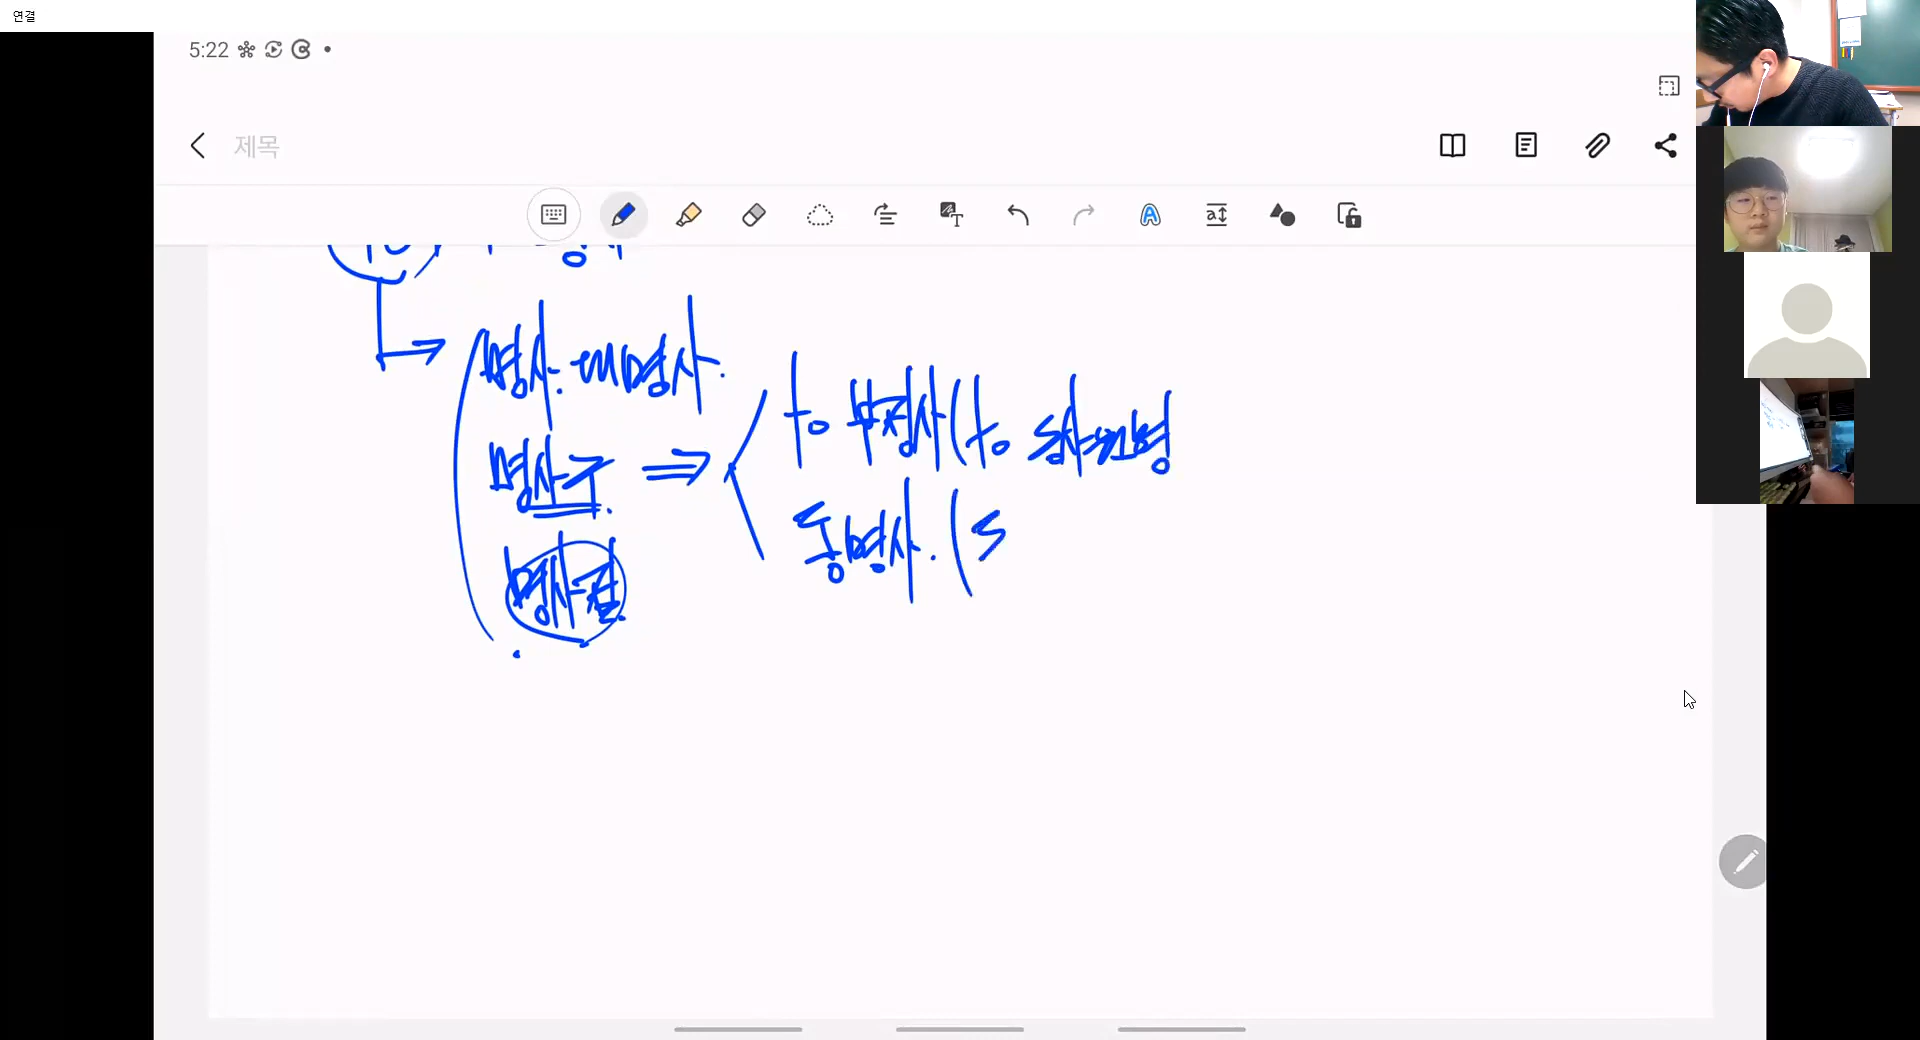 연결
5:22
제목
명사. 대명사.
to 부정사 (to 동사원형
명사구. ⇒
동명사. (
명사절.